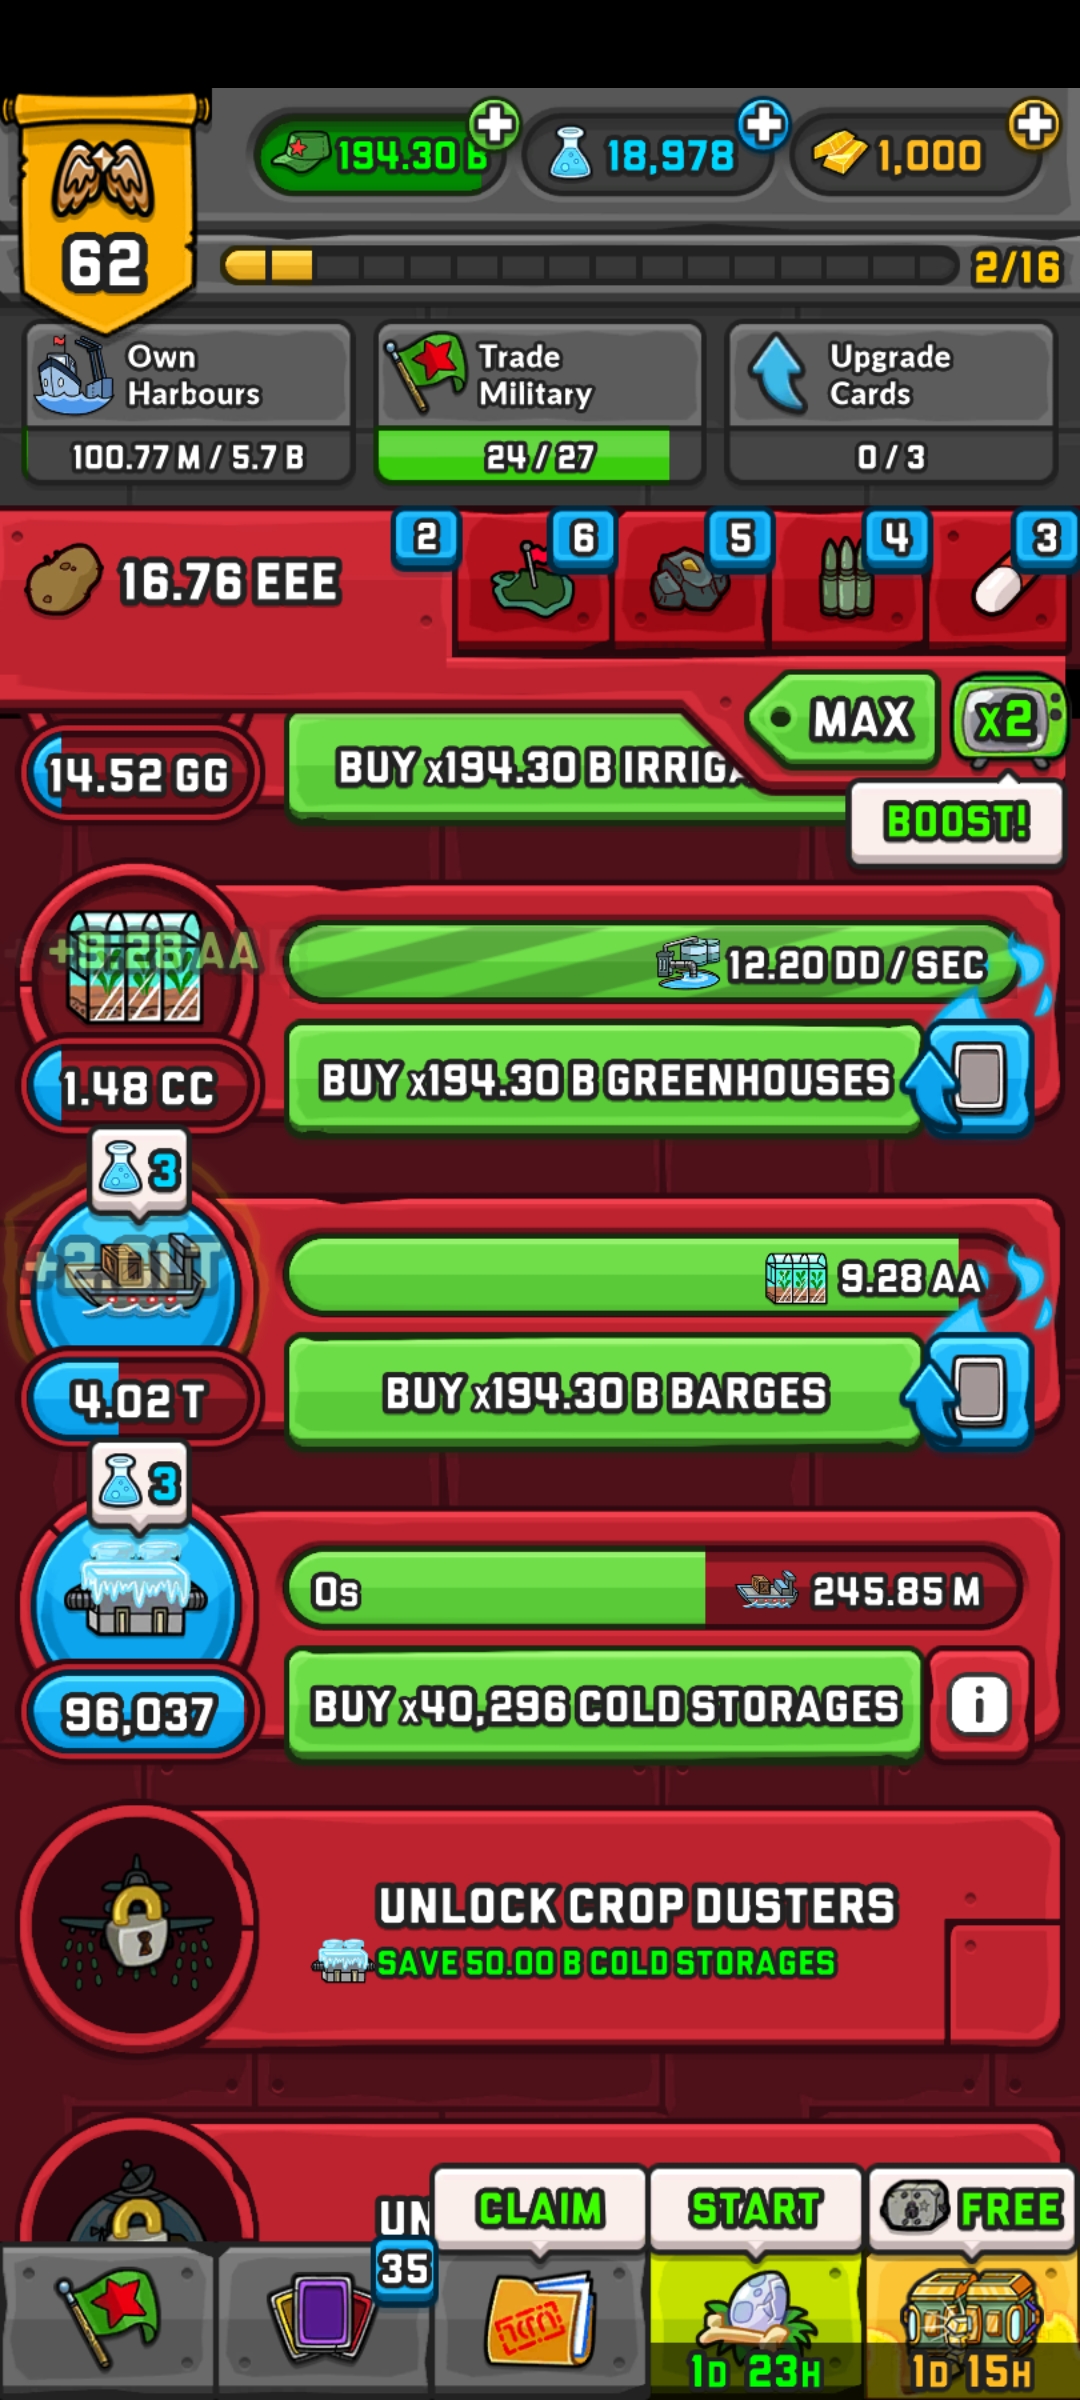 194.30 B
18,978
1,000
62
2/16
Own
Harbours
Trade
Military
Upgrade
Cards
100.77 M / 5.7 B
24 / 27
0 / 3
16.76 EEE
2
6
5
4
3
MAX
x2
BOOST!
14.52 GG
BUY x194.30 B
+9.28 AA
12.20 DD / SEC
1.48 CC
BUY x194.30 B GREENHOUSES
3
9.28 AA
4.02 T
BUY x194.30 B BARGES
3
0s
245.85 M
96,037
BUY x40,296 COLD STORAGES
i
UNLOCK CROP DUSTERS
SAVE 50.00 B COLD STORAGES
UN
CLAIM
START
FREE
35
1D 23H
1D 15H